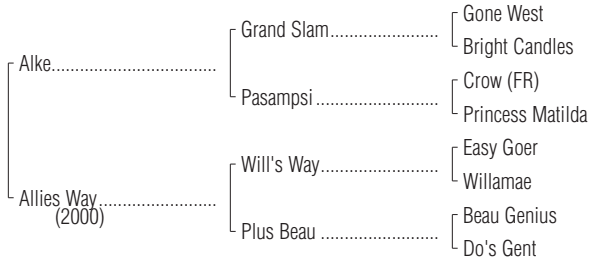 Gone West
Grand Slam
Bright Candles
Alke
Crow (FR)
Pasampsi
Princess Matilda
Easy Goer
Will's Way
Willamae
Allies Way
(2000)
Beau Genius
Plus Beau
Do's Gent